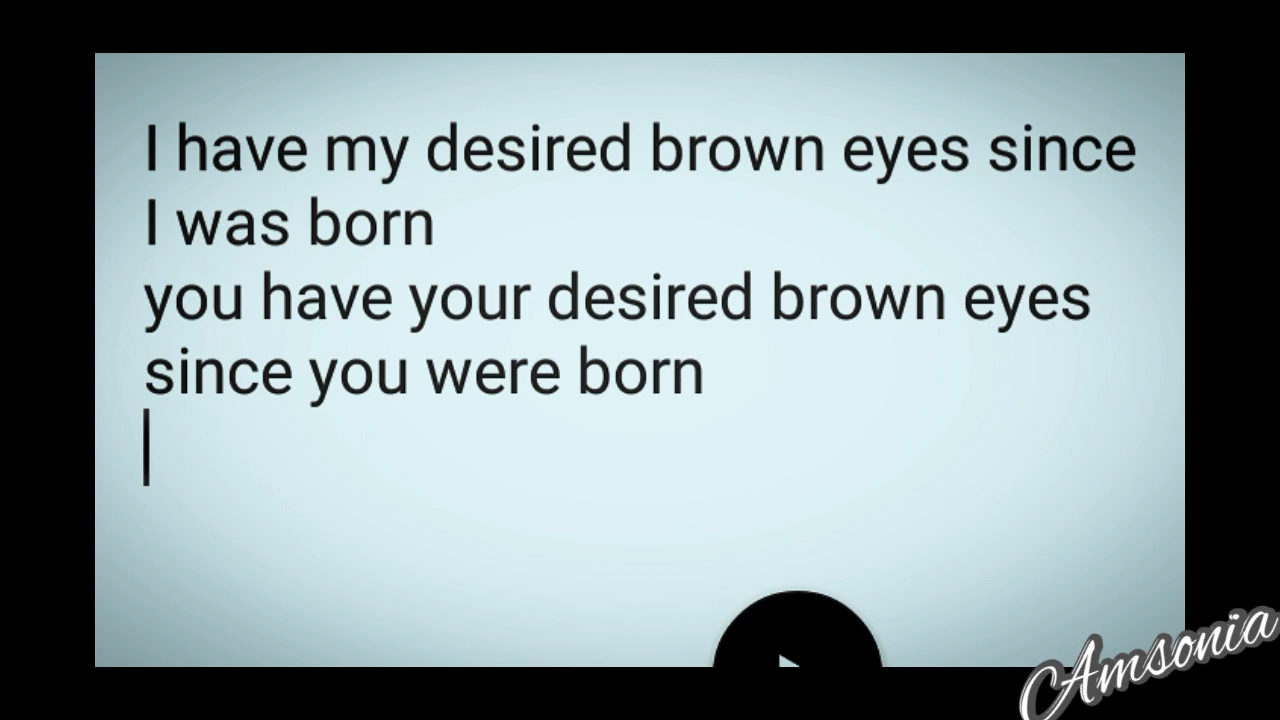 I have my desired brown eyes since
I was born
you have your desired brown eyes
since you were born
Amsonia